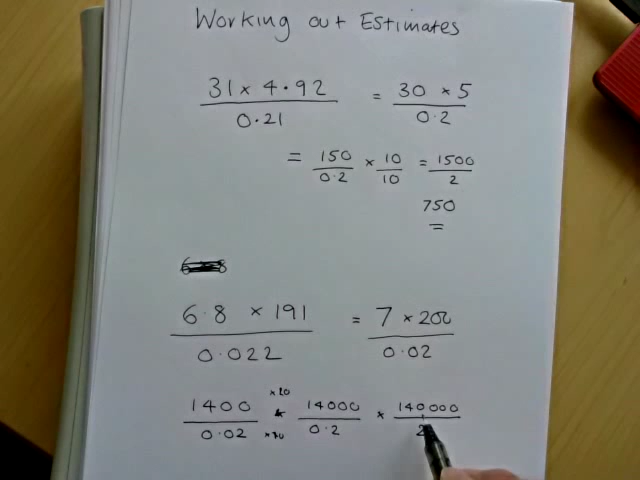 Working out Estimates
31 × 4·92 = 30 × 5
0·21 0·2
= 150 × 10 = 1500
0·2 10 2
750
=
6·8 × 191 = 7 × 200
0·022 0·02
×10
1400 14000 × 140000
0·02 ×10 0·2 2